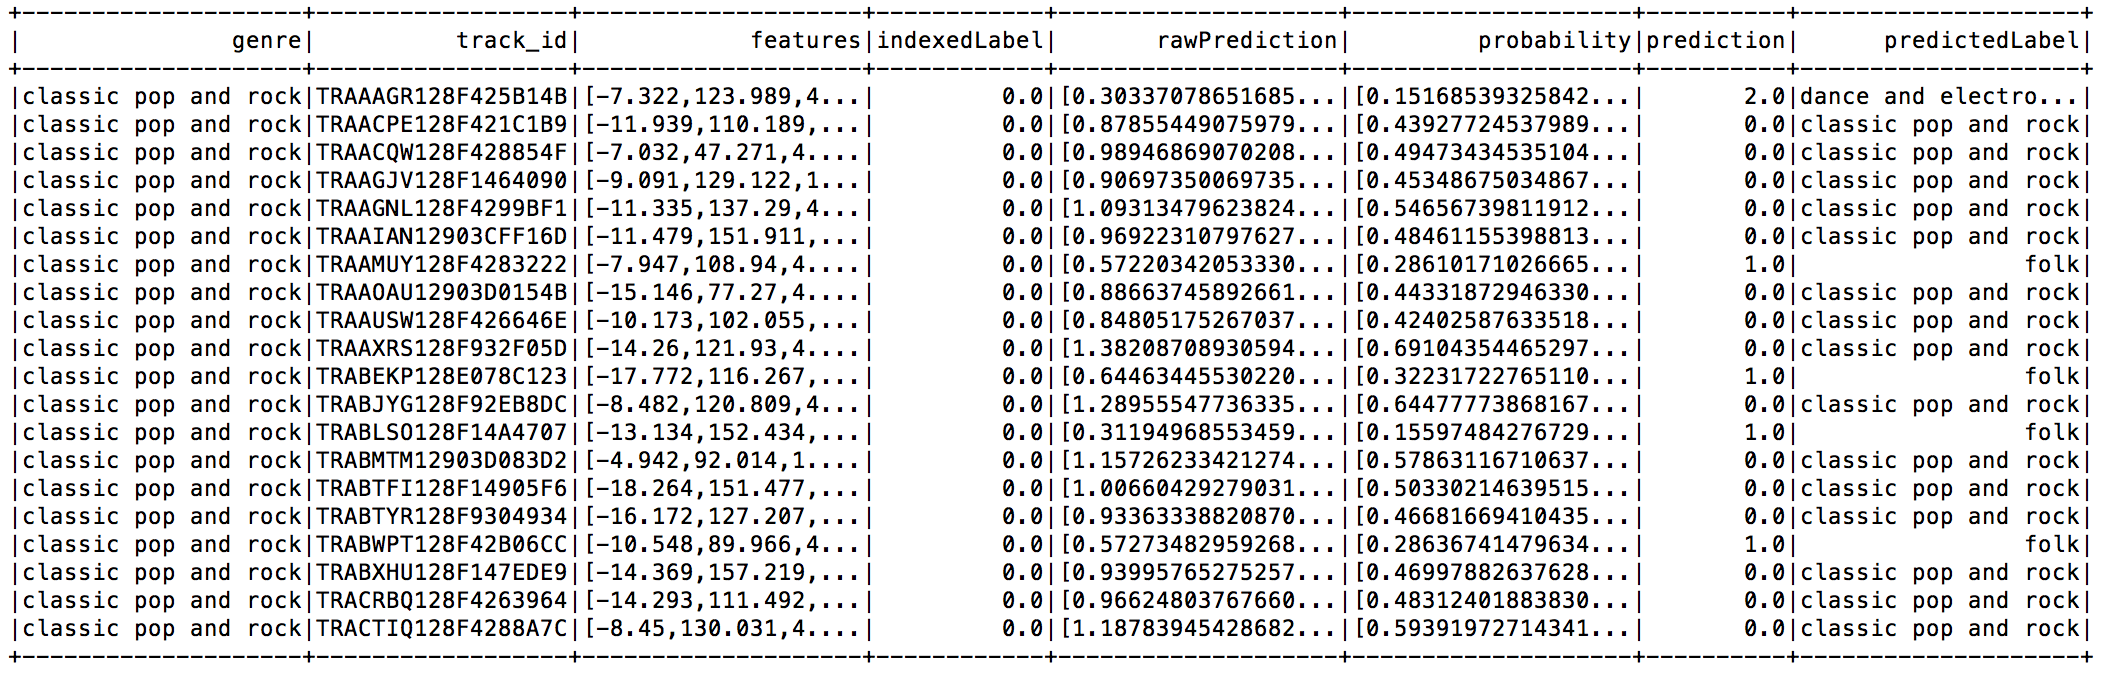 +-------------------+------------------+-------------------+------------+-------------------+-------------------+----------+-------------------+
|              genre|          track_id|           features|indexedLabel|      rawPrediction|        probability|prediction|     predictedLabel|
+-------------------+------------------+-------------------+------------+-------------------+-------------------+----------+-------------------+
|classic pop and rock|TRAAAGR128F425B14B|[-7.322,123.989,4...|         0.0|[0.30337078651685...|[0.15168539325842...|       2.0|dance and electro...|
|classic pop and rock|TRAACPE128F421C1B9|[-11.939,110.189,...|         0.0|[0.87855449075979...|[0.43927724537989...|       0.0|classic pop and rock|
|classic pop and rock|TRAACQW128F428854F|[-7.032,47.271,4....|         0.0|[0.98946869070208...|[0.49473434535104...|       0.0|classic pop and rock|
|classic pop and rock|TRAAGJV128F1464090|[-9.091,129.122,1...|         0.0|[0.90697350069735...|[0.45348675034867...|       0.0|classic pop and rock|
|classic pop and rock|TRAAGNL128F4299BF1|[-11.335,137.29,4...|         0.0|[1.09313479623824...|[0.54656739811912...|       0.0|classic pop and rock|
|classic pop and rock|TRAAIAN12903CFF16D|[-11.479,151.911,...|         0.0|[0.96922310797627...|[0.48461155398813...|       0.0|classic pop and rock|
|classic pop and rock|TRAAMUY128F4283222|[-7.947,108.94,4....|         0.0|[0.57220342053330...|[0.28610171026665...|       1.0|                folk|
|classic pop and rock|TRAAOAU12903D0154B|[-15.146,77.27,4....|         0.0|[0.88663745892661...|[0.44331872946330...|       0.0|classic pop and rock|
|classic pop and rock|TRAAUSW128F426646E|[-10.173,102.055,...|         0.0|[0.84805175267037...|[0.42402587633518...|       0.0|classic pop and rock|
|classic pop and rock|TRAAXRS128F932F05D|[-14.26,121.93,4....|         0.0|[1.38208708930594...|[0.69104354465297...|       0.0|classic pop and rock|
|classic pop and rock|TRABEKP128E078C123|[-17.772,116.267,...|         0.0|[0.64463445530220...|[0.32231722765110...|       1.0|                folk|
|classic pop and rock|TRABJYG128F92EB8DC|[-8.482,120.809,4...|         0.0|[1.28955547736335...|[0.64477773868167...|       0.0|classic pop and rock|
|classic pop and rock|TRABLSO128F14A4707|[-13.134,152.434,...|         0.0|[0.31194968553459...|[0.15597484276729...|       1.0|                folk|
|classic pop and rock|TRABMTM12903D083D2|[-4.942,92.014,1....|         0.0|[1.15726233421274...|[0.57863116710637...|       0.0|classic pop and rock|
|classic pop and rock|TRABTFI128F14905F6|[-18.264,151.477,...|         0.0|[1.00660429279031...|[0.50330214639515...|       0.0|classic pop and rock|
|classic pop and rock|TRABTYR128F9304934|[-16.172,127.207,...|         0.0|[0.93363338820870...|[0.46681669410435...|       0.0|classic pop and rock|
|classic pop and rock|TRABWPT128F42B06CC|[-10.548,89.966,4...|         0.0|[0.57273482959268...|[0.28636741479634...|       1.0|                folk|
|classic pop and rock|TRABXHU128F147EDE9|[-14.369,157.219,...|         0.0|[0.93995765275257...|[0.46997882637628...|       0.0|classic pop and rock|
|classic pop and rock|TRACRBQ128F4263964|[-14.293,111.492,...|         0.0|[0.96624803767660...|[0.48312401883830...|       0.0|classic pop and rock|
|classic pop and rock|TRACTIQ128F4288A7C|[-8.45,130.031,4....|         0.0|[1.18783945428682...|[0.59391972714341...|       0.0|classic pop and rock|
+-------------------+------------------+-------------------+------------+-------------------+-------------------+----------+-------------------+